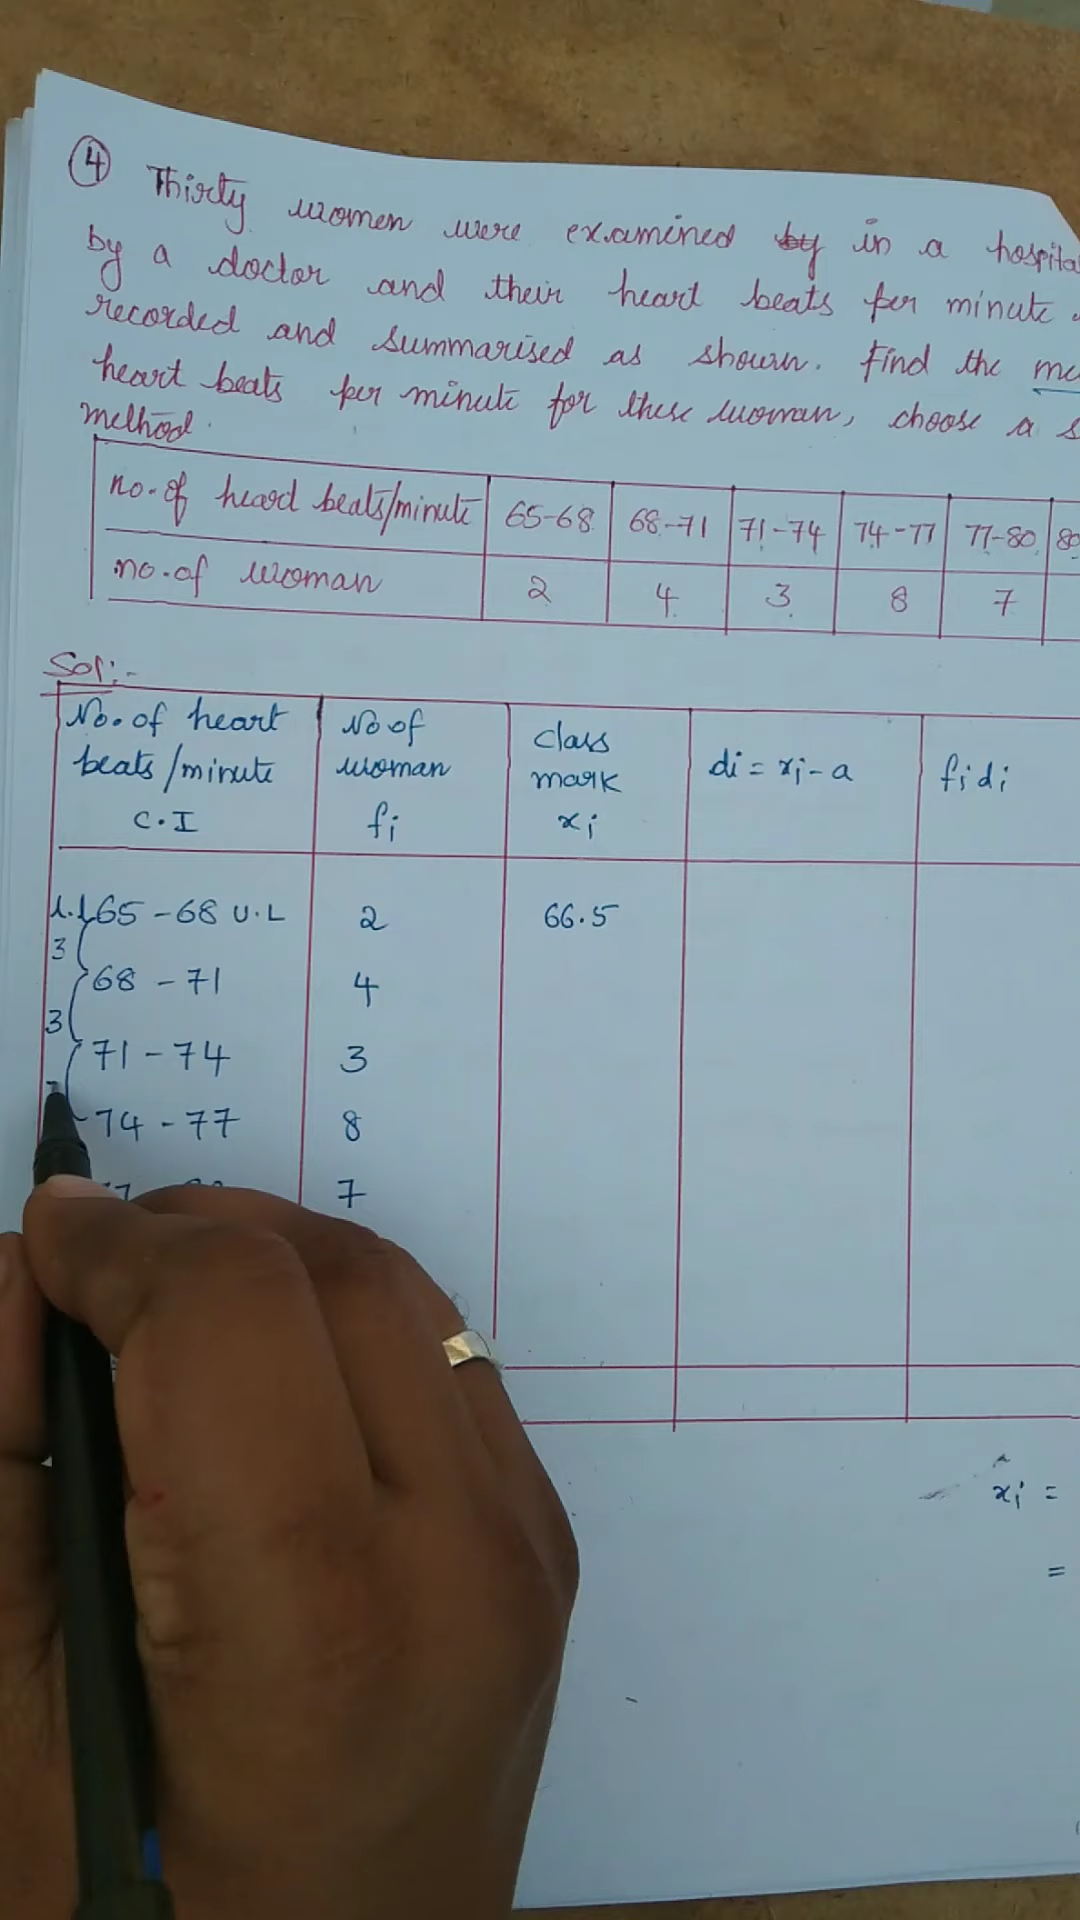 4 Thirty women were examined by in a hospita
by a doctor and their heart beats per minute
recorded and summarised as shown. Find the me
heart beats per minute for these woman, choose a s
method.
no. of heard beats/minute 65-68 68-71 71-74 74-77 77-80 80
no. of woman 2 4 3 8 7
Sol:-
No. of heart beats/minute C.I
No of woman fi
class mark xi
di = xi - a
fidi
65-68 U.L 2 66.5
3
68-71 4
3
71-74 3
74-77 8
7
xi =
=